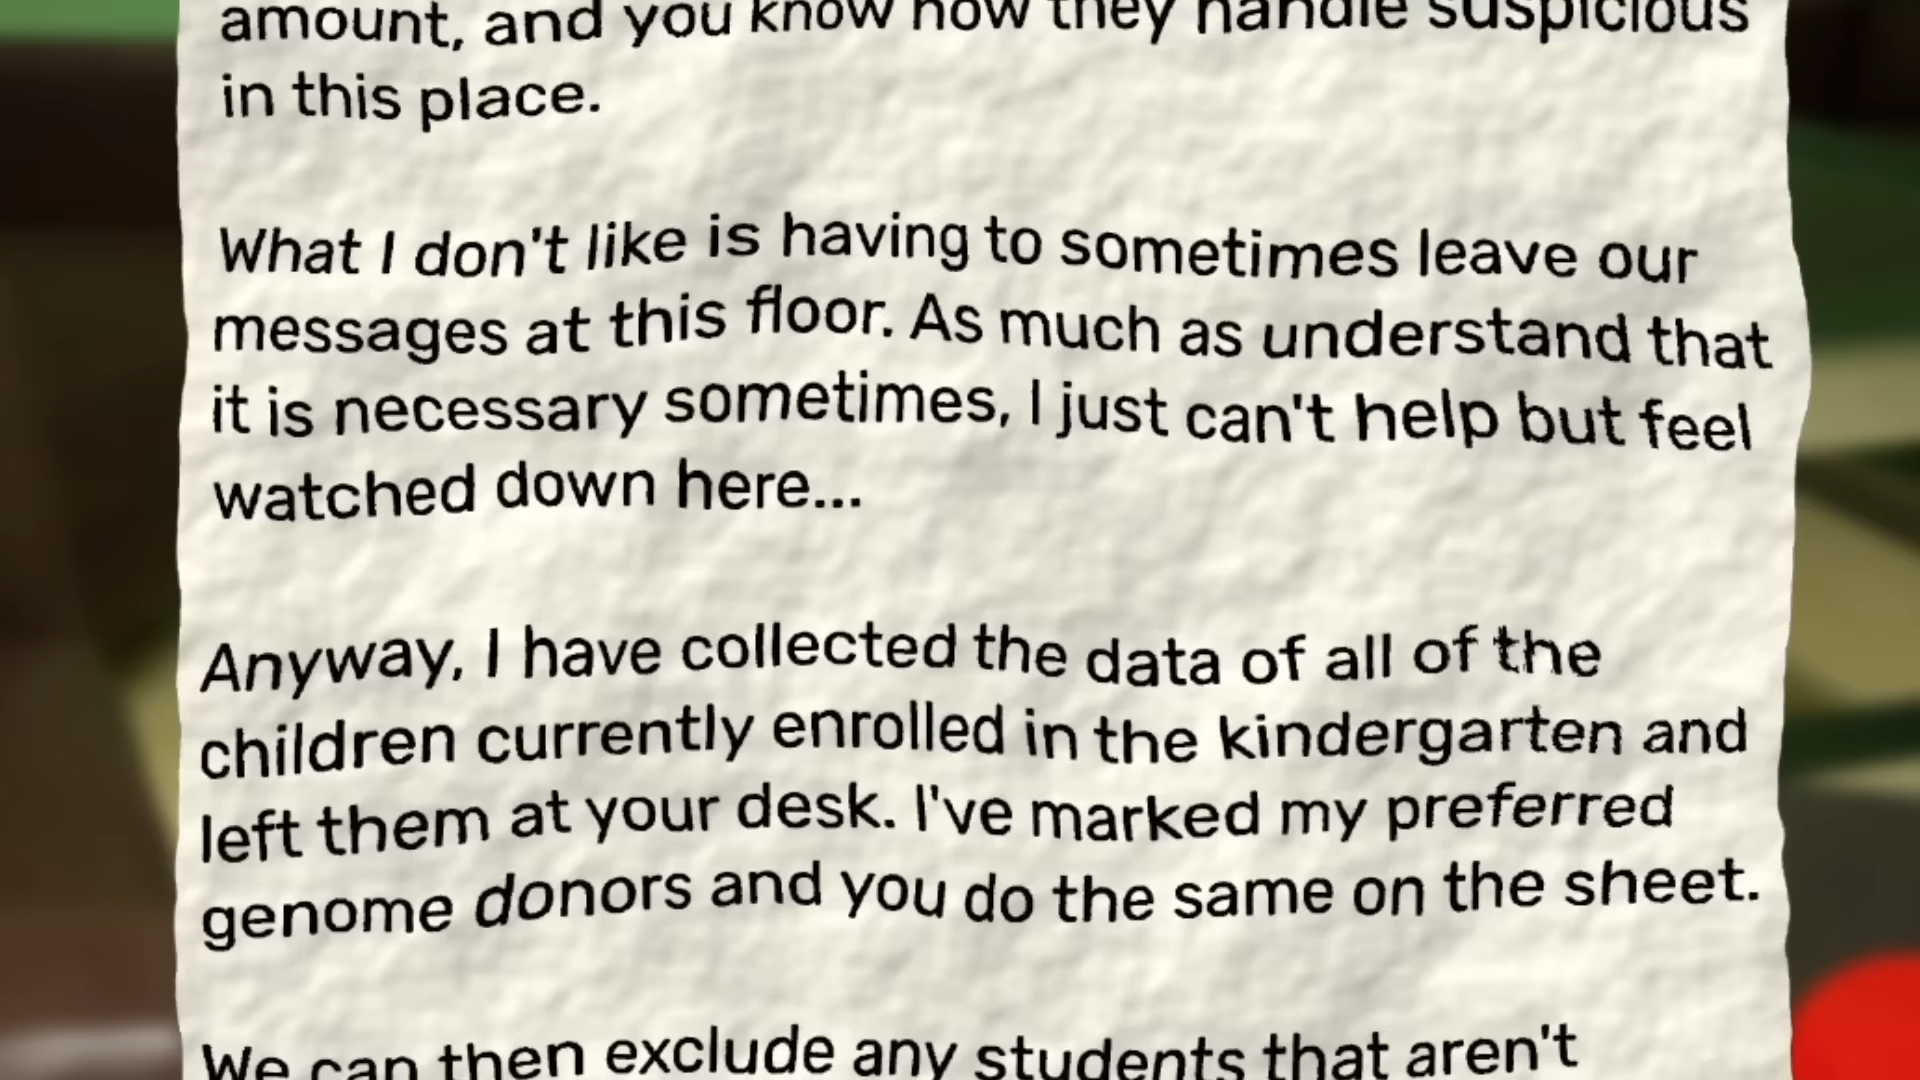 amount, and you know how they handle suspicious
in this place.
What I don't like is having to sometimes leave our
messages at this floor. As much as understand that
it is necessary sometimes, I just can't help but feel
watched down here...
Anyway, I have collected the data of all of the
children currently enrolled in the kindergarten and
left them at your desk. I've marked my preferred
genome donors and you do the same on the sheet.
We can then exclude any students that aren't